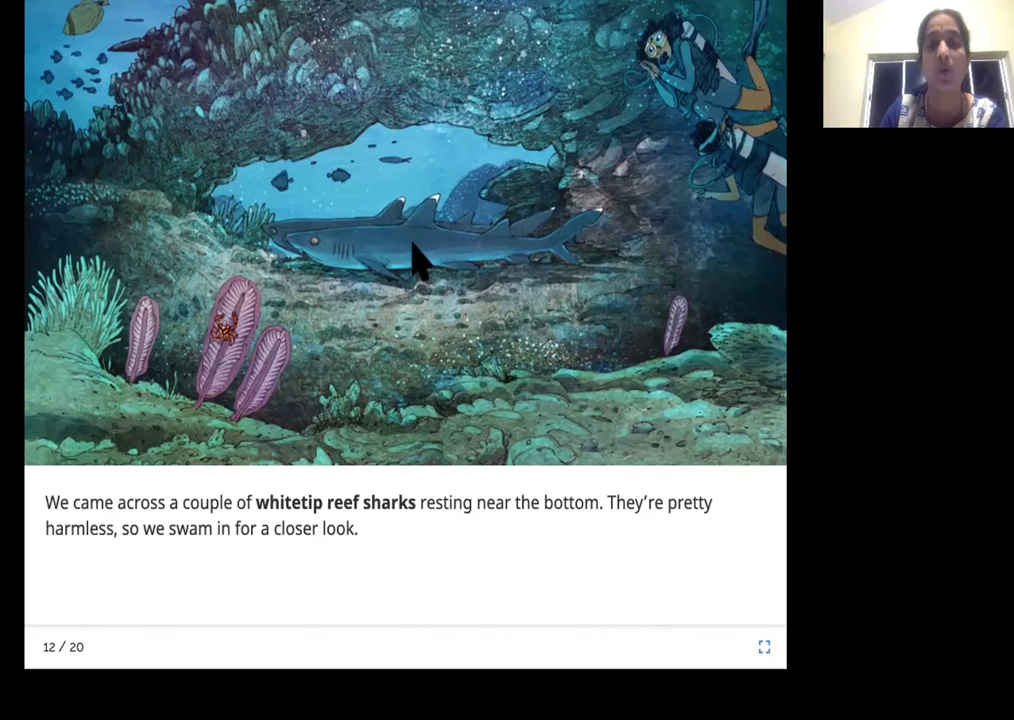 We came across a couple of whitetip reef sharks resting near the bottom. They’re pretty
harmless, so we swam in for a closer look.
12 / 20